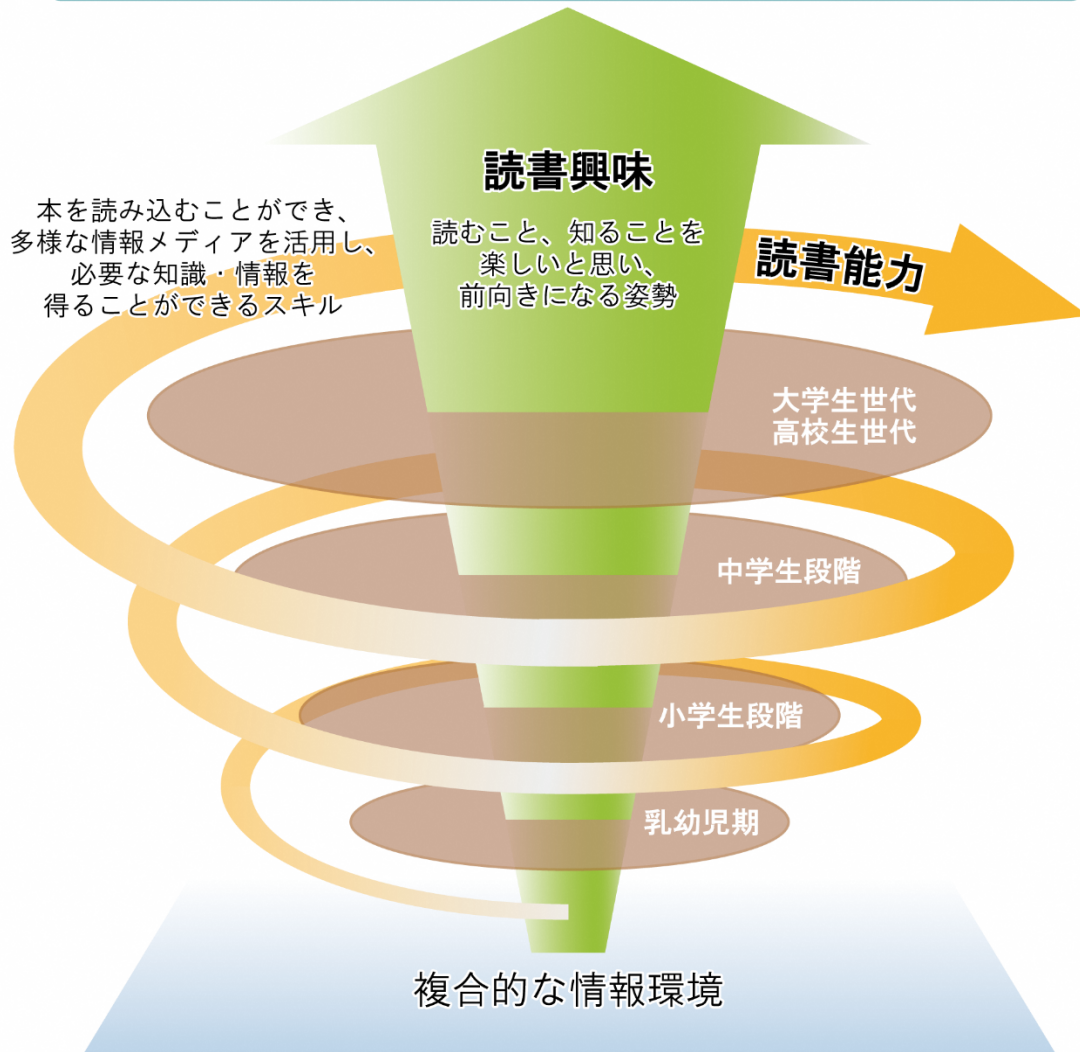 読書興味
読むこと、知ることを
楽しいと思い、
前向きになる姿勢
本を読み込むことができ、
多様な情報メディアを活用し、
必要な知識・情報を
得ることができるスキル
読書能力
大学生世代
高校生世代
中学生段階
小学生段階
乳幼児期
複合的な情報環境